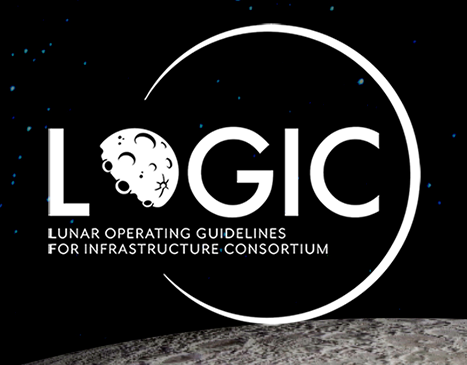 LOGIC
LUNAR OPERATING GUIDELINES
FOR INFRASTRUCTURE CONSORTIUM